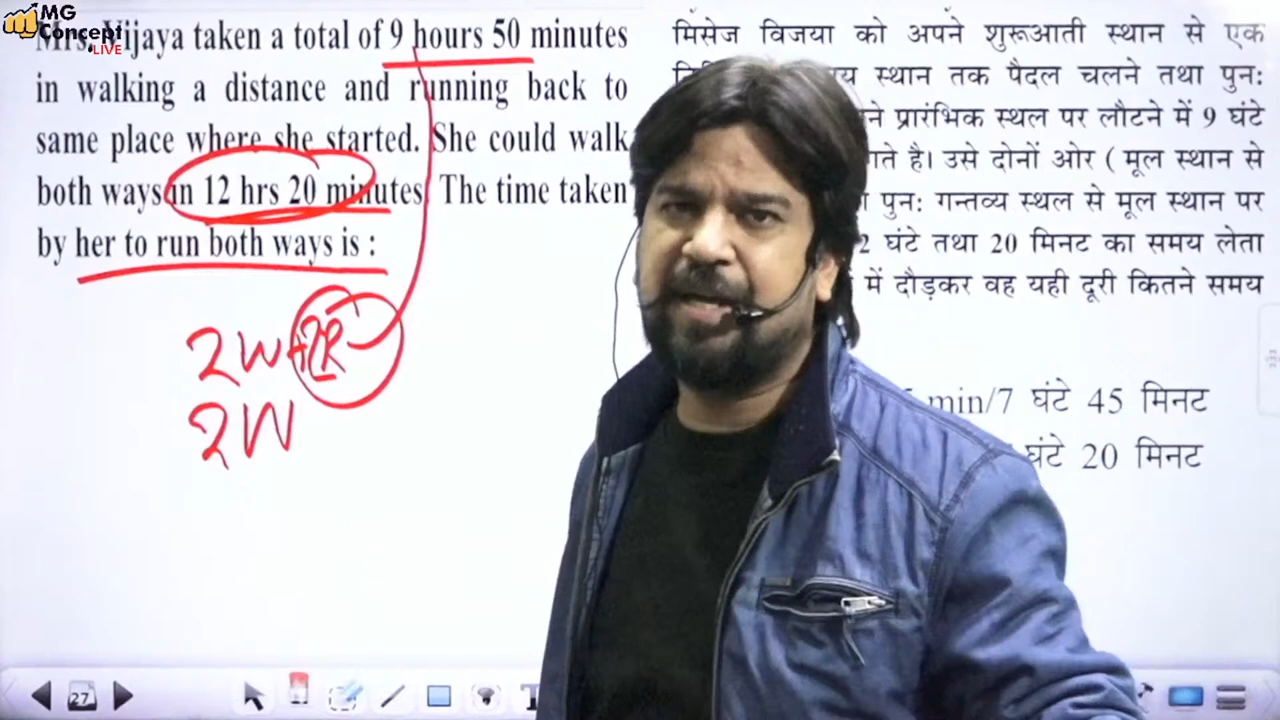 MG
Concept
LIVE
Mrs. Vijaya taken a total of 9 hours 50 minutes
in walking a distance and running back to
same place where she started. She could walk
both ways in 12 hrs 20 minutes. The time taken
by her to run both ways is :
2W+2R
2W
मिसेज विजया को अपने शुरूआती स्थान से एक
स्थान तक पैदल चलने तथा पुन:
प्रारंभिक स्थल पर लौटने में 9 घंटे
है। उसे दोनों ओर ( मूल स्थान से
पुन: गन्तव्य स्थल से मूल स्थान पर
घंटे तथा 20 मिनट का समय लेता
में दौड़कर वह यही दूरी कितने समय
min/7 घंटे 45 मिनट
घंटे 20 मिनट
27
T